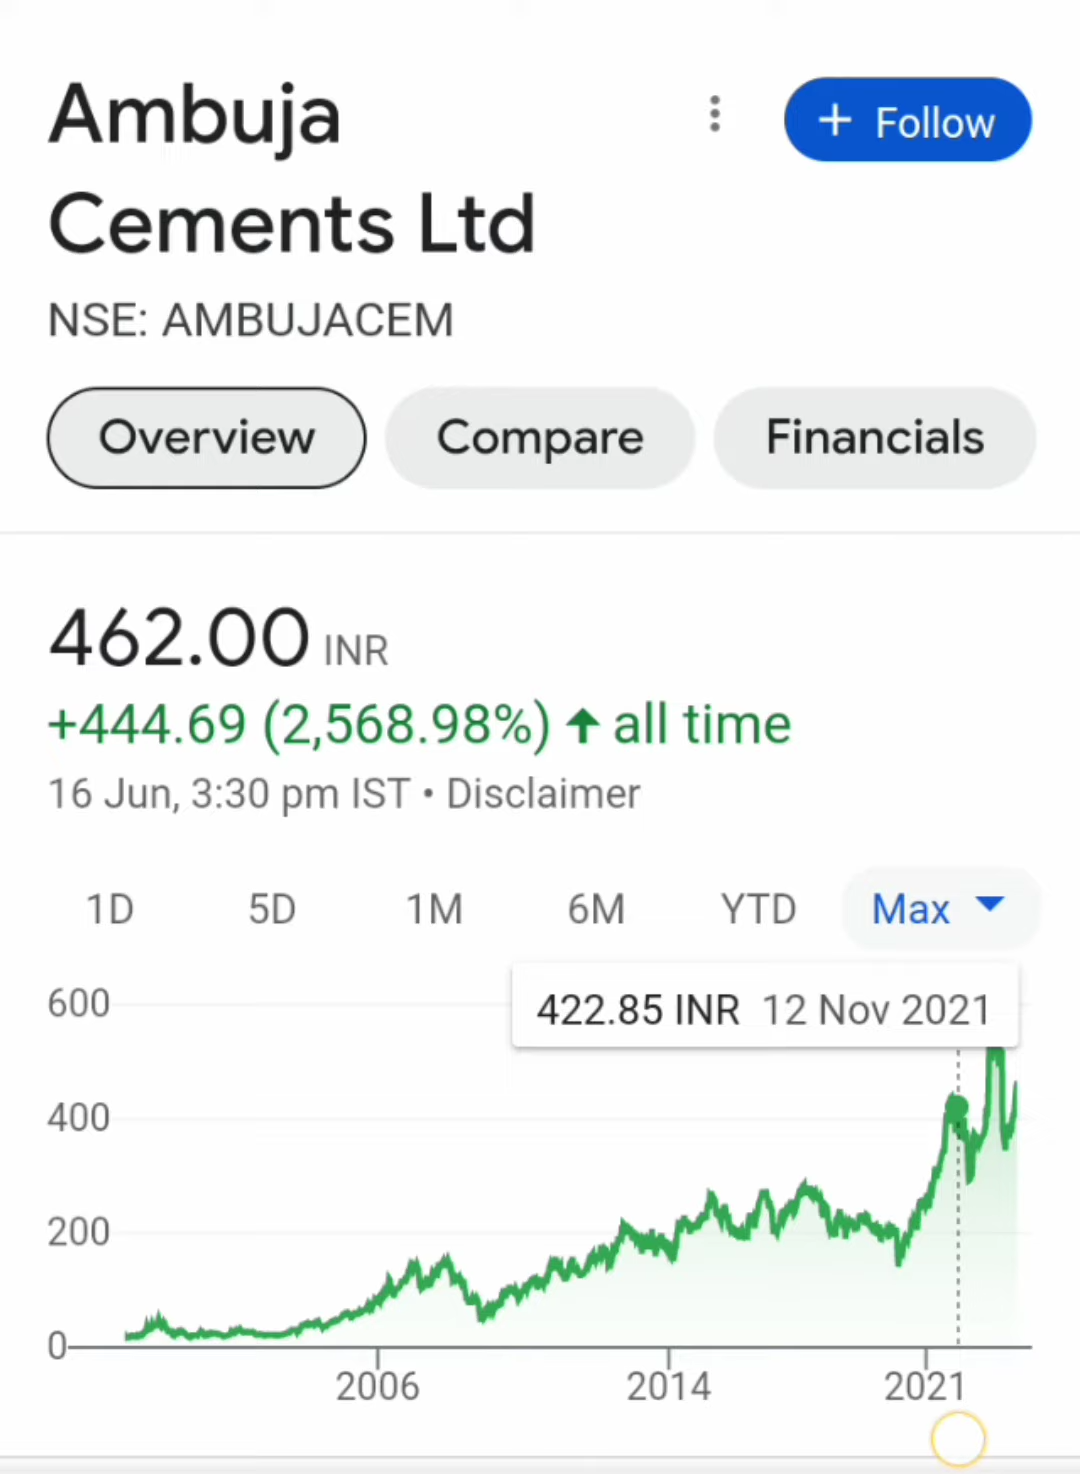 Ambuja
Cements Ltd
+ Follow
NSE: AMBUJACEM
Overview
Compare
Financials
462.00 INR
+444.69 (2,568.98%) ↑ all time
16 Jun, 3:30 pm IST • Disclaimer
1D 5D 1M 6M YTD Max
422.85 INR 12 Nov 2021
600
400
200
0
2006 2014 2021